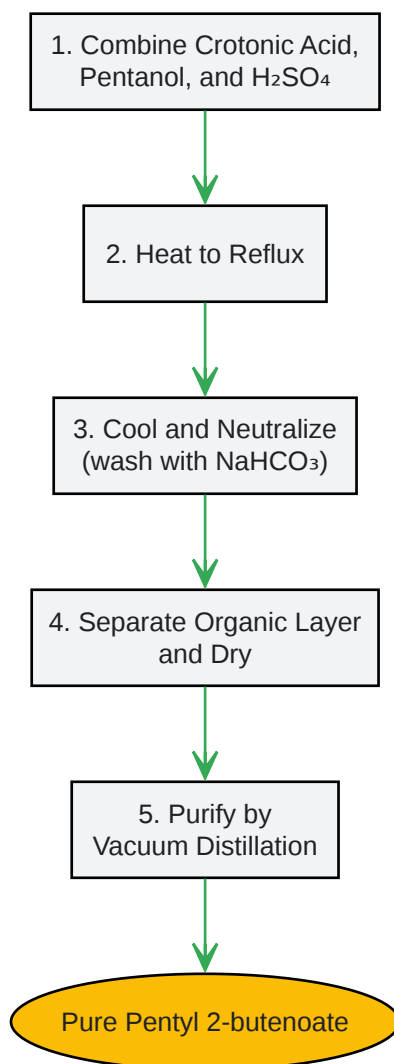 1. Combine Crotonic Acid,
Pentanol, and H₂SO₄
2. Heat to Reflux
3. Cool and Neutralize
(wash with NaHCO₃)
4. Separate Organic Layer
and Dry
5. Purify by
Vacuum Distillation
Pure Pentyl 2-butenoate